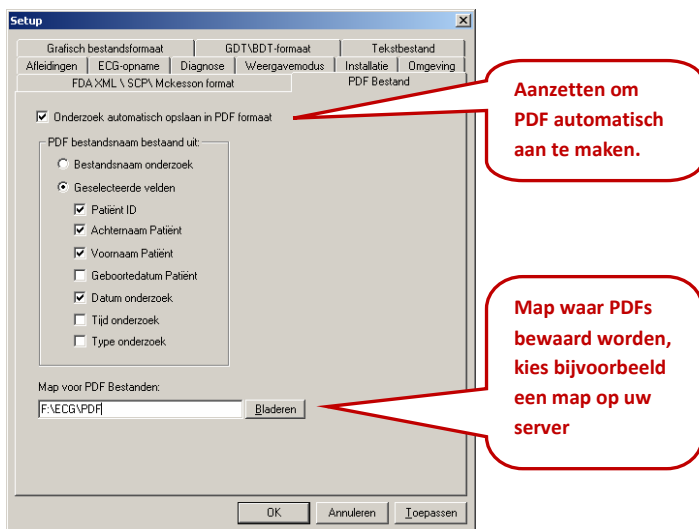 Setup
Grafisch bestandsformaat GDT\BDT-formaat Tekstbestand
Afleidingen ECG-opname Diagnose Weergavemodus Installatie Omgeving
FDA XML \ SCP\ Mckesson format PDF Bestand
Onderzoek automatisch opslaan in PDF formaat
PDF bestandsnaam bestaand uit:
Bestandsnaam onderzoek
Geselecteerde velden
Patiënt ID
Achternaam Patiënt
Voornaam Patiënt
Geboortedatum Patiënt
Datum onderzoek
Tijd onderzoek
Type onderzoek
Map voor PDF Bestanden:
F:\ECG\PDF Bladeren
OK Annuleren Toepassen
Aanzetten om
PDF automatisch
aan te maken.
Map waar PDFs
bewaard worden,
kies bijvoorbeeld
een map op uw
server